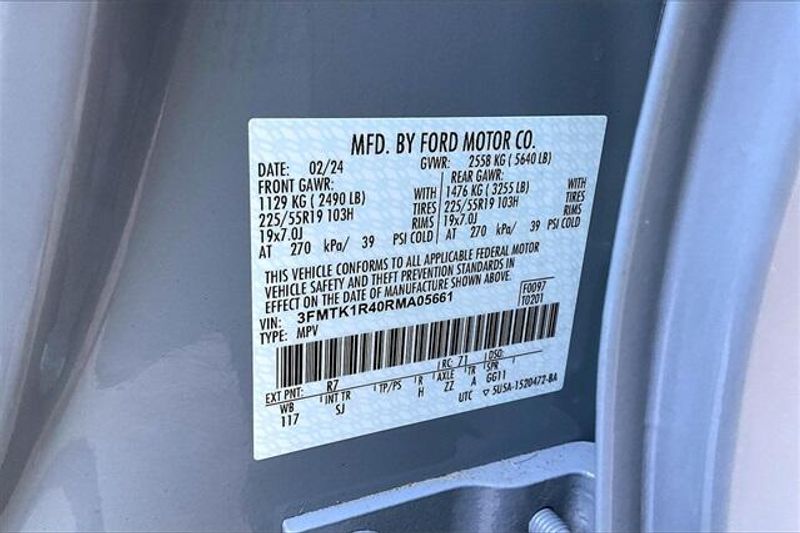 MFD. BY FORD MOTOR CO.
DATE: 02/24 GVWR: 2558 KG ( 5640 LB)
FRONT GAWR: REAR GAWR:
1129 KG ( 2490 LB) WITH 1476 KG ( 3255 LB) WITH
225/55R19 103H TIRES 225/55R19 103H TIRES
19x7.0J RIMS 19x7.0J RIMS
AT 270 kPa/ 39 PSI COLD AT 270 kPa/ 39 PSI COLD
THIS VEHICLE CONFORMS TO ALL APPLICABLE FEDERAL MOTOR
VEHICLE SAFETY AND THEFT PREVENTION STANDARDS IN
EFFECT ON THE DATE OF MANUFACTURE SHOWN ABOVE.
F0097
T0201
VIN: 3FMTK1R40RMA05661
TYPE: MPV
EXT PNT: R7 RC: 71 DSO:
WB INT TR TP/PS R AXLE TR SPR
117 SJ H ZZ A GG11
UTC ▽ 5USA-1520472-BA